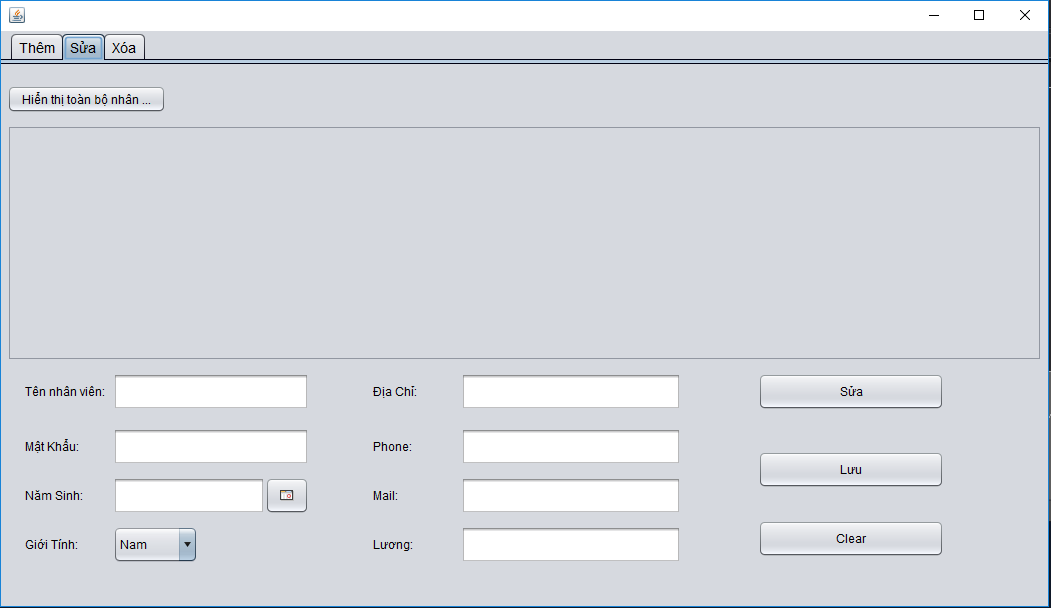 Thêm Sửa Xóa
Hiển thị toàn bộ nhân ...
Tên nhân viên: Địa Chỉ: Sửa
Mật Khẩu: Phone:
Lưu
Năm Sinh: Mail:
Giới Tính: Nam Lương: Clear